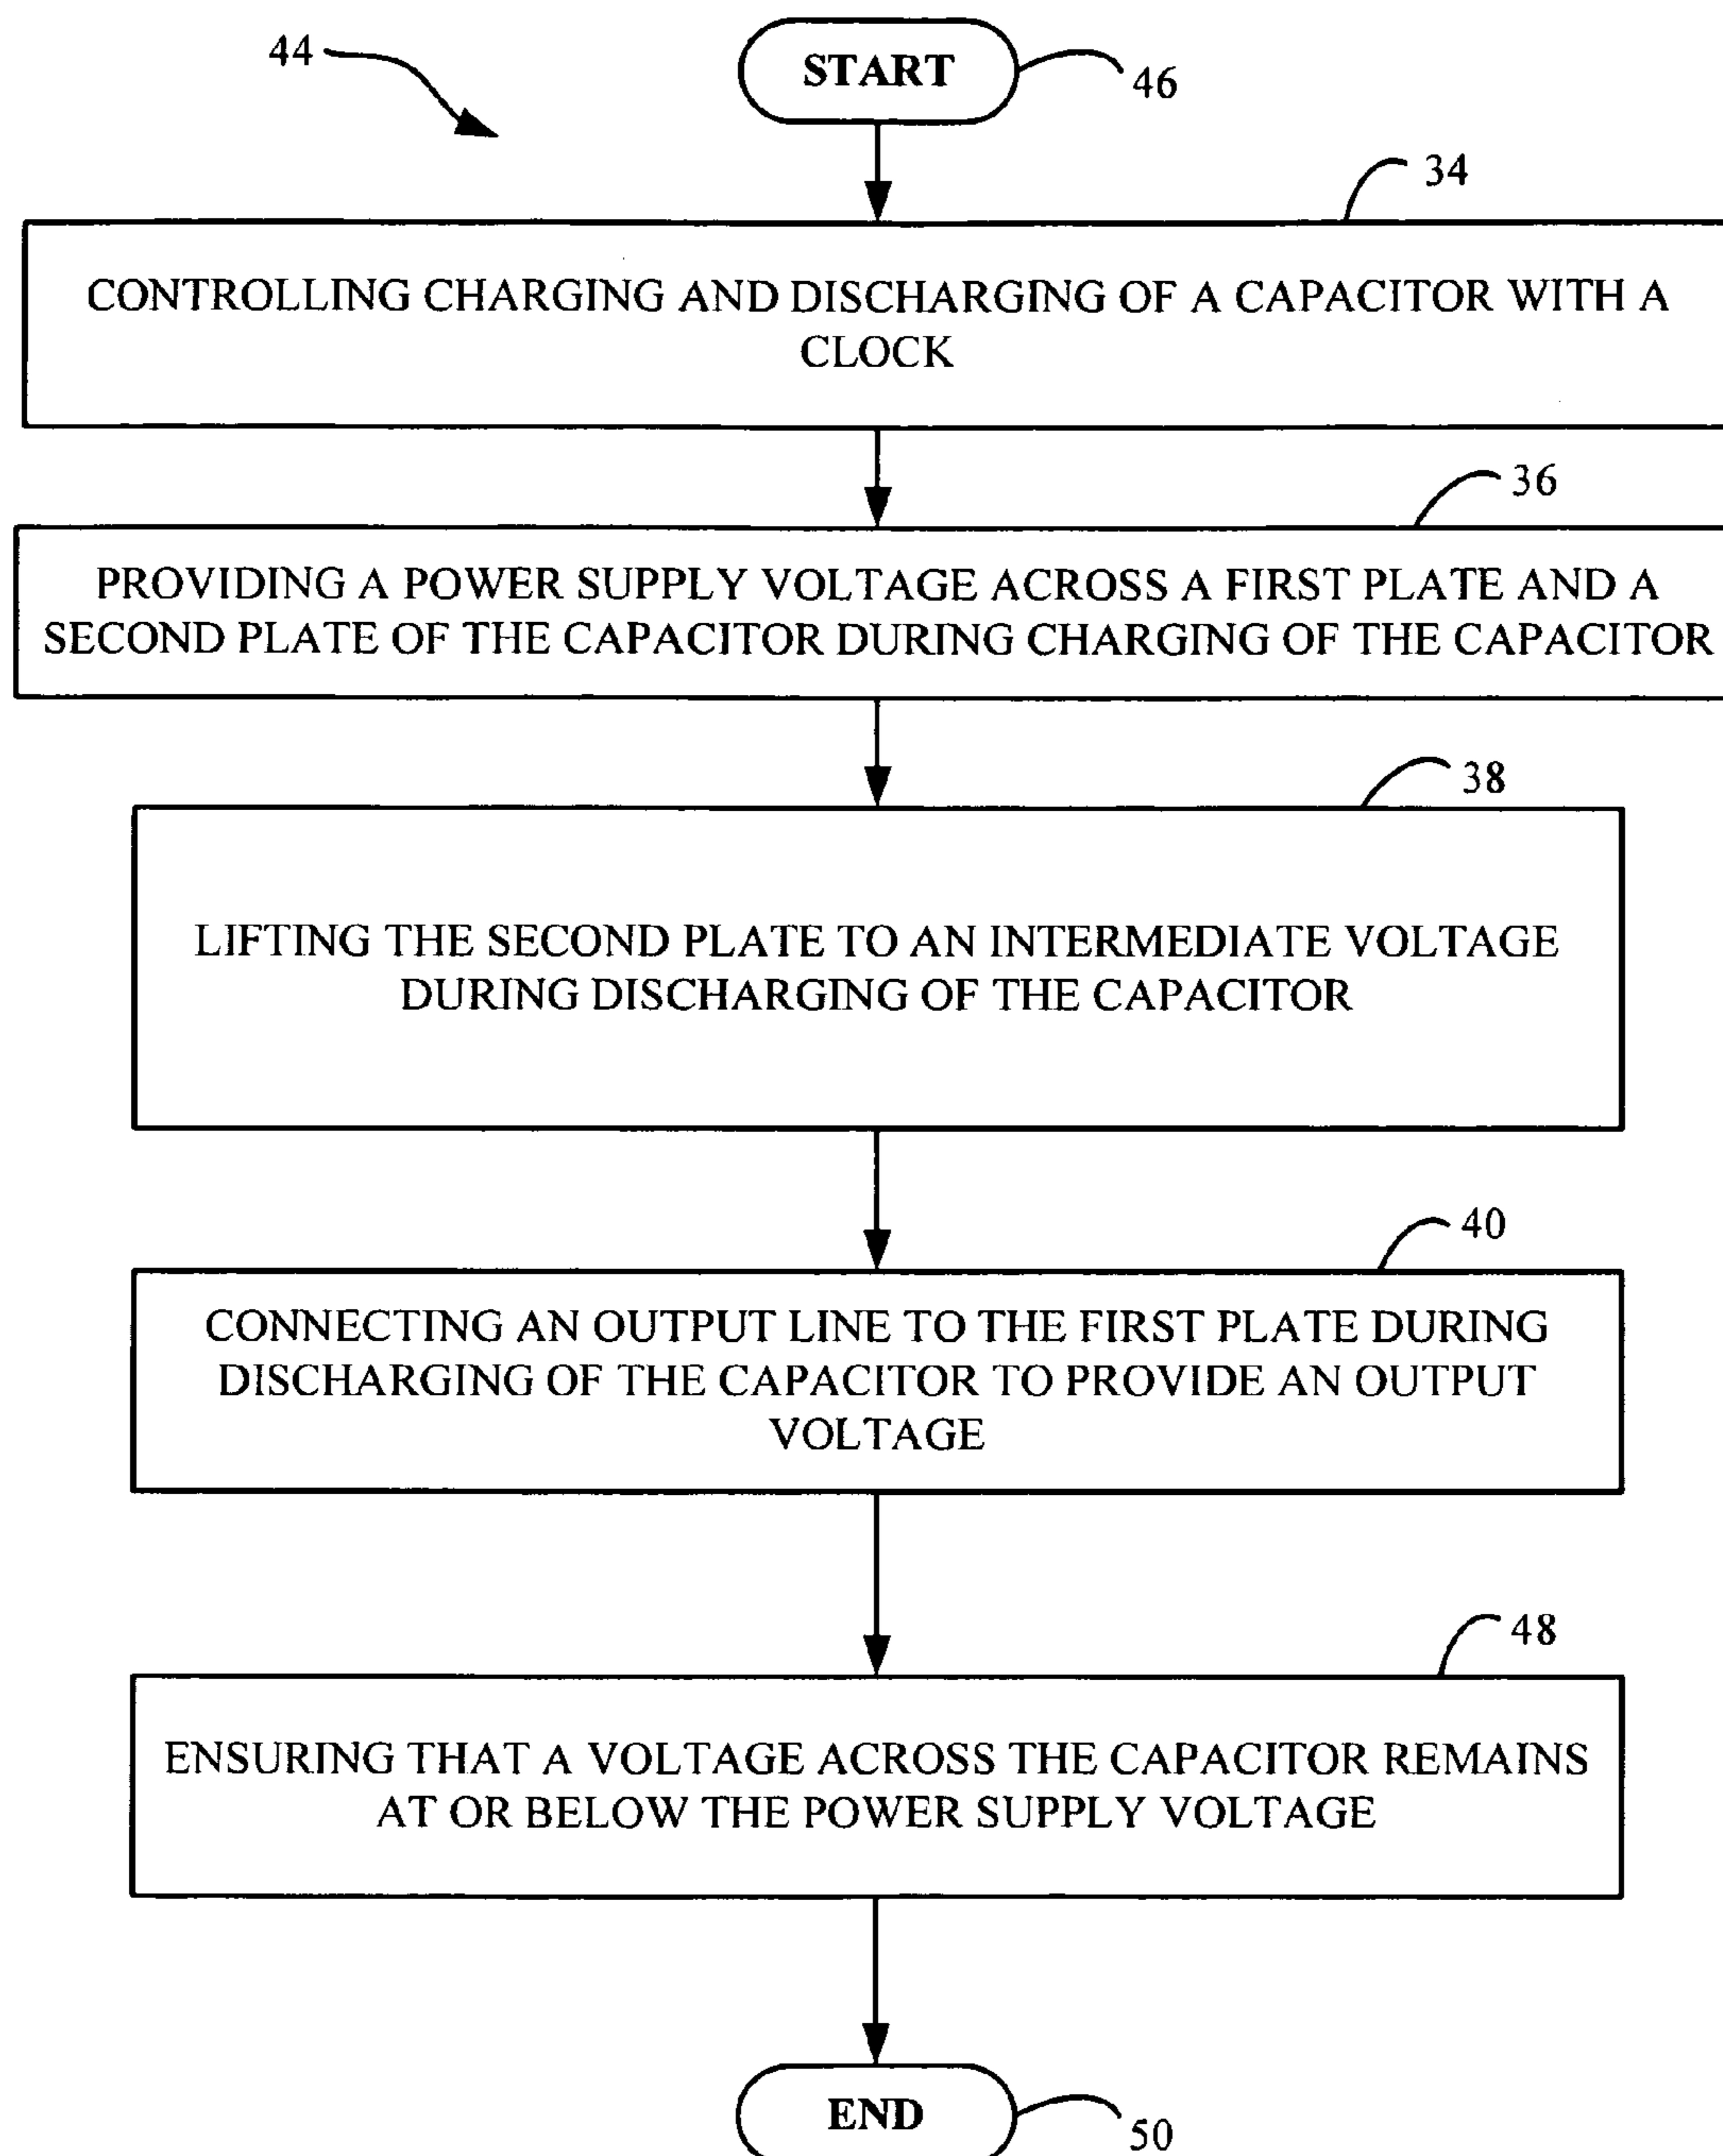 44
START
46
34
CONTROLLING CHARGING AND DISCHARGING OF A CAPACITOR WITH A
CLOCK
36
PROVIDING A POWER SUPPLY VOLTAGE ACROSS A FIRST PLATE AND A
SECOND PLATE OF THE CAPACITOR DURING CHARGING OF THE CAPACITOR
38
LIFTING THE SECOND PLATE TO AN INTERMEDIATE VOLTAGE
DURING DISCHARGING OF THE CAPACITOR
40
CONNECTING AN OUTPUT LINE TO THE FIRST PLATE DURING
DISCHARGING OF THE CAPACITOR TO PROVIDE AN OUTPUT
VOLTAGE
48
ENSURING THAT A VOLTAGE ACROSS THE CAPACITOR REMAINS
AT OR BELOW THE POWER SUPPLY VOLTAGE
END
50